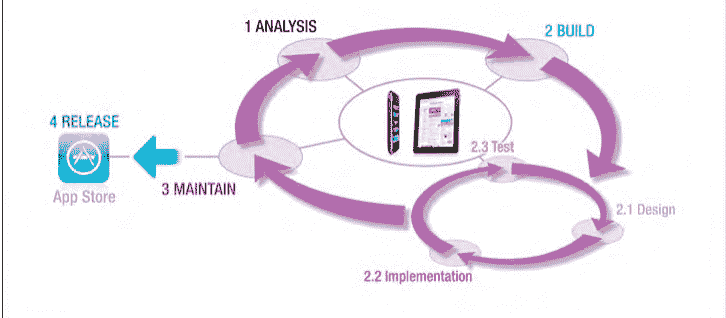 1 ANALYSIS
2 BUILD
4 RELEASE
2.3 Test
App Store
3 MAINTAIN
2.1 Design
2.2 Implementation